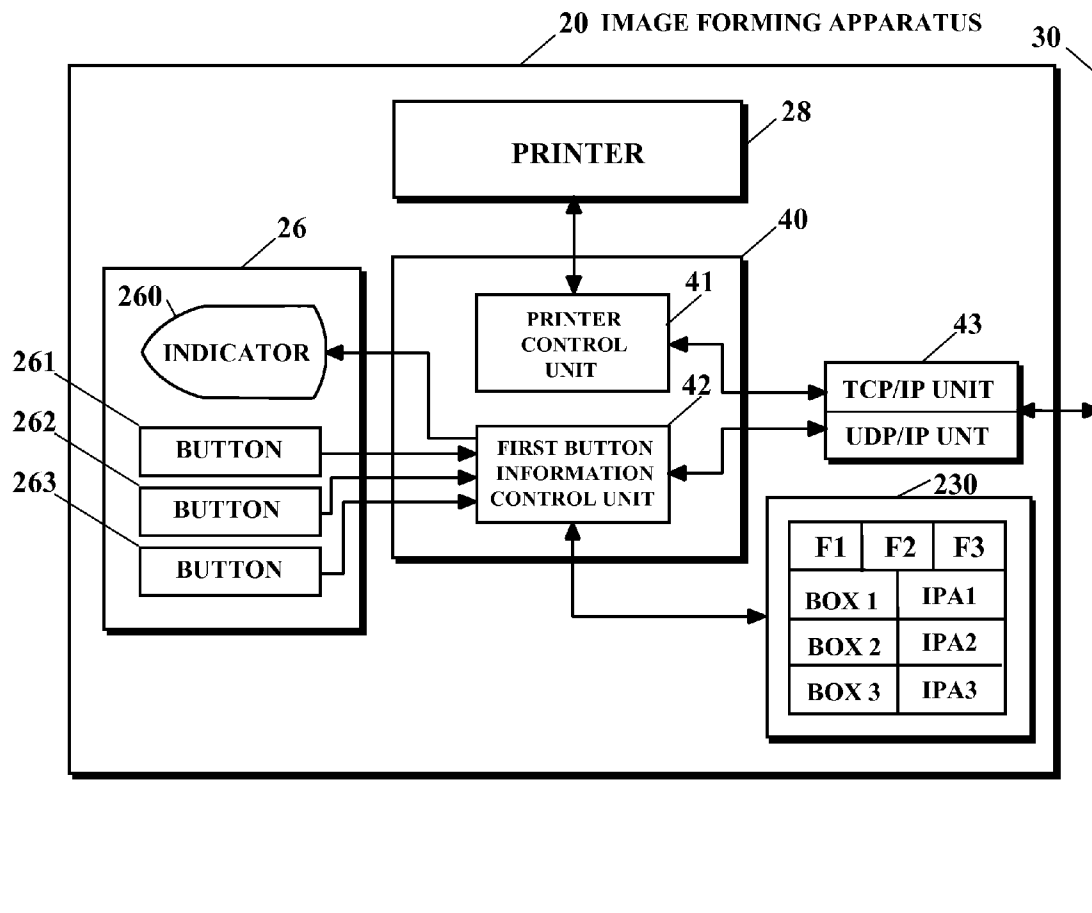 20 IMAGE FORMING APPARATUS
30
28
PRINTER
40
26
260
INDICATOR
261
BUTTON
262
BUTTON
263
BUTTON
41
PRINTER
CONTROL
UNIT
42
FIRST BUTTON
INFORMATION
CONTROL UNIT
43
TCP/IP UNIT
UDP/IP UNT
230
F1 F2 F3
BOX 1 IPA1
BOX 2 IPA2
BOX 3 IPA3